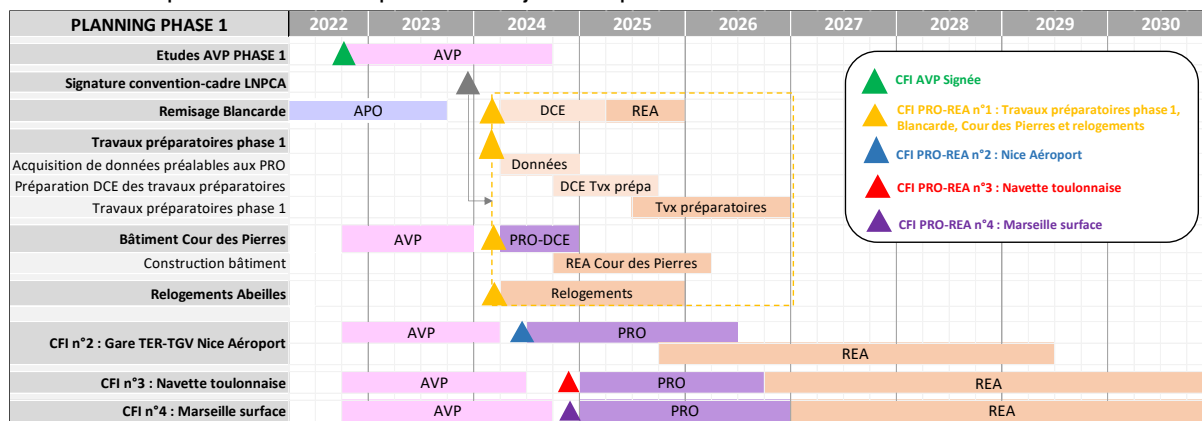 PLANNING PHASE 1 2022 2023 2024 2025 2026 2027 2028 2029 2030
Etudes AVP PHASE 1 AVP
Signature convention-cadre LNPCA
Remisage Blancarde APO DCE REA
Travaux préparatoires phase 1
Acquisition de données préalables aux PRO Données
Préparation DCE des travaux préparatoires DCE Tvx prépa
Travaux préparatoires phase 1 Tvx préparatoires
Bâtiment Cour des Pierres AVP PRO-DCE
Construction bâtiment REA Cour des Pierres
Relogements Abeilles Relogements
CFI n°2 : Gare TER-TGV Nice Aéroport AVP PRO
REA
CFI n°3 : Navette toulonnaise AVP PRO REA
CFI n°4 : Marseille surface AVP PRO REA
CFI AVP Signée
CFI PRO-REA n°1 : Travaux préparatoires phase 1,
Blancarde, Cour des Pierres et relogements
CFI PRO-REA n°2 : Nice Aéroport
CFI PRO-REA n°3 : Navette toulonnaise
CFI PRO-REA n°4 : Marseille surface